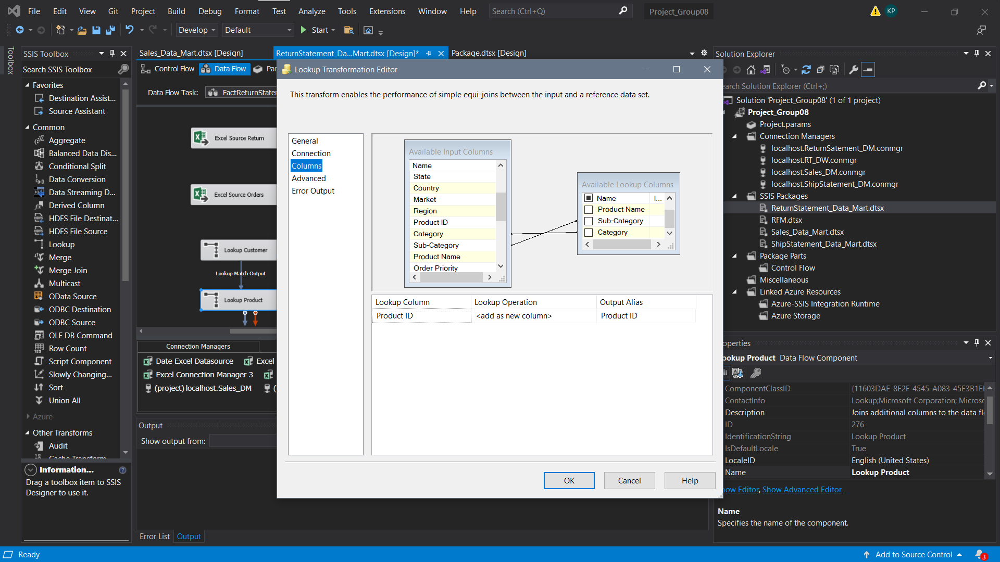 File Edit View Git Project Build Debug Format Test Analyze Tools Extensions Window Help Search (Ctrl+Q) Project_Group08 KP
Develop Default Start
Toolbox
SSIS Toolbox
Search SSIS Toolbox
Favorites
Destination Assist...
Source Assistant
Common
Aggregate
Balanced Data Dis...
Conditional Split
Data Conversion
Data Streaming D...
Derived Column
HDFS File Destinat...
HDFS File Source
Lookup
Merge
Merge Join
Multicast
OData Source
ODBC Destination
ODBC Source
OLE DB Command
Row Count
Script Component
Slowly Changing...
Sort
Union All
Azure
Other Transforms
Audit
Cache Transform
Information...
Drag a toolbox item to SSIS
Designer to use it.
Sales_Data_Mart.dtsx [Design] ReturnStatement_Da...Mart.dtsx [Design]* Package.dtsx [Design]
Control Flow Data Flow Par
Data Flow Task: FactReturnStater
Excel Source Return
Excel Source Orders
Lookup Customer
Lookup Match Output
Lookup Product
Connection Managers
Date Excel Datasource Excel
Excel Connection Manager 3
(project) localhost.Sales_DM (
Output
Show output from:
Error List Output
Lookup Transformation Editor
This transform enables the performance of simple equi-joins between the input and a reference data set.
General
Connection
Columns
Advanced
Error Output
Available Input Columns
Name
State
Country
Market
Region
Product ID
Category
Sub-Category
Product Name
Order Priority
Available Lookup Columns
Name I...
Product Name
Sub-Category
Category
Lookup Column Lookup Operation Output Alias
Product ID <add as new column> Product ID
OK Cancel Help
Solution Explorer
earch Solution Explorer (Ctrl+;)
Solution 'Project_Group08' (1 of 1 project)
Project_Group08
Project.params
Connection Managers
localhost.ReturnSatement_DM.conmgr
localhost.RT_DW.conmgr
localhost.Sales_DM.conmgr
localhost.ShipStatement_DM.conmgr
SSIS Packages
ReturnStatement_Data_Mart.dtsx
RFM.dtsx
Sales_Data_Mart.dtsx
ShipStatement_Data_Mart.dtsx
Package Parts
Control Flow
Miscellaneous
Linked Azure Resources
Azure-SSIS Integration Runtime
Azure Storage
operties
ookup Product Data Flow Component
ComponentClassID {11603DAE-8E2F-4545-A083-45E3B1EF
ContactInfo Lookup;Microsoft Corporation; Microsc
Description Joins additional columns to the data fl
ID 276
IdentificationString Lookup Product
IsDefaultLocale True
LocaleID English (United States)
Name Lookup Product
how Editor, Show Advanced Editor
Name
Specifies the name of the component.
Ready Add to Source Control 3